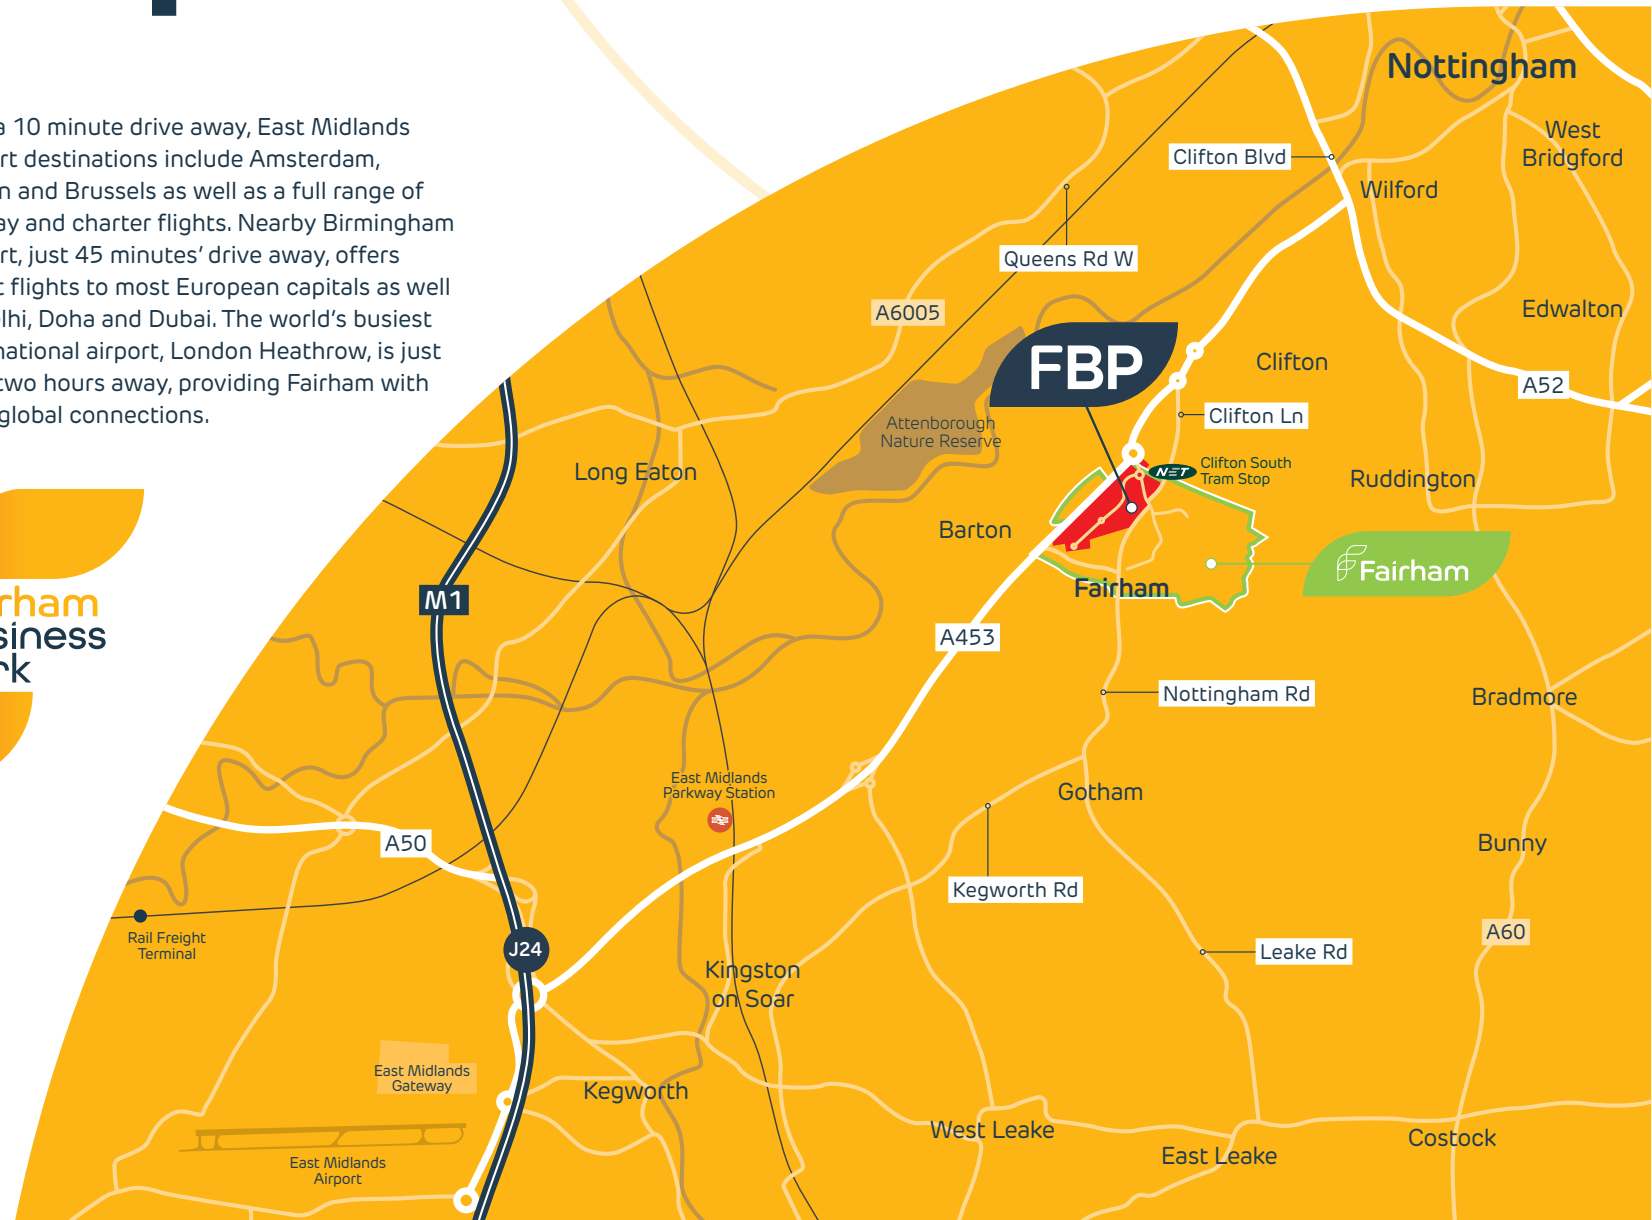 a 10 minute drive away, East Midlands
rt destinations include Amsterdam,
n and Brussels as well as a full range of
ay and charter flights. Nearby Birmingham
rt, just 45 minutes' drive away, offers
t flights to most European capitals as well
elhi, Doha and Dubai. The world's busiest
national airport, London Heathrow, is just
two hours away, providing Fairham with
global connections.
rham
siness
rk
Nottingham
West
Bridgford
Clifton Blvd
Wilford
Queens Rd W
A6005
Edwalton
FBP
Clifton
A52
Clifton Ln
Attenborough
Nature Reserve
Long Eaton
NET
Clifton South
Tram Stop
Ruddington
Barton
Fairham
Fairham
M1
A453
Nottingham Rd
Bradmore
East Midlands
Parkway Station
Gotham
A50
Bunny
Kegworth Rd
A60
Rail Freight
Terminal
J24
Leake Rd
Kingston
on Soar
East Midlands
Gateway
Kegworth
West Leake
Costock
East Leake
East Midlands
Airport